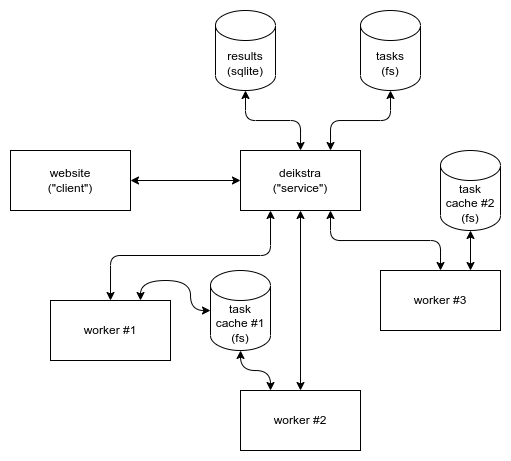 results
(sqlite)
tasks
(fs)
website
("client")
deikstra
("service")
task
cache #2
(fs)
worker #3
task
cache #1
(fs)
worker #1
worker #2